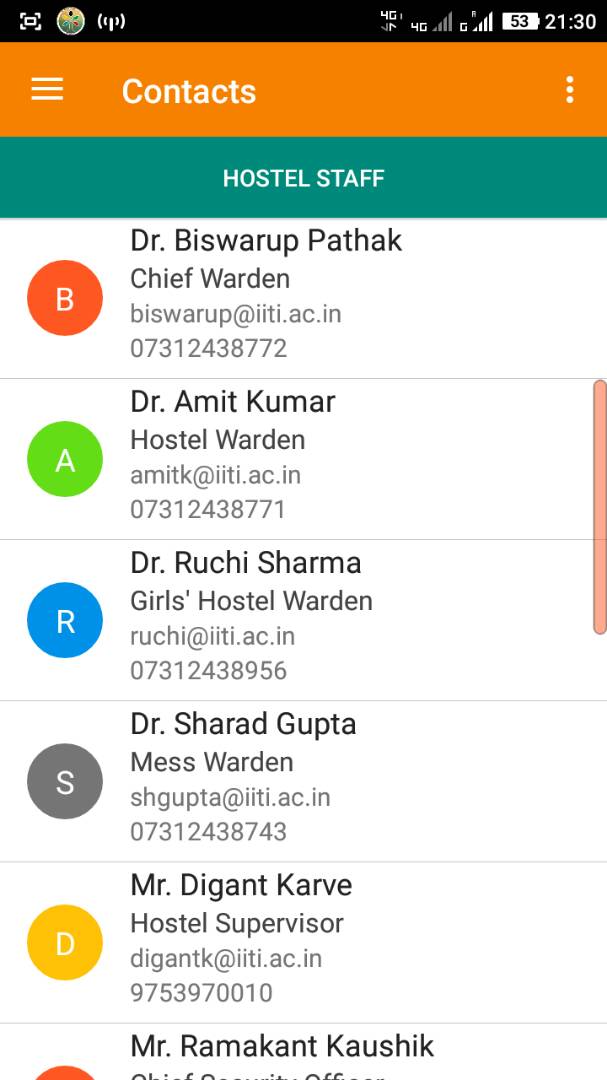 4G 4G G R 53 21:30
Contacts
HOSTEL STAFF
B
Dr. Biswarup Pathak
Chief Warden
biswarup@iiti.ac.in
07312438772
A
Dr. Amit Kumar
Hostel Warden
amitk@iiti.ac.in
07312438771
R
Dr. Ruchi Sharma
Girls' Hostel Warden
ruchi@iiti.ac.in
07312438956
S
Dr. Sharad Gupta
Mess Warden
shgupta@iiti.ac.in
07312438743
D
Mr. Digant Karve
Hostel Supervisor
digantk@iiti.ac.in
9753970010
Mr. Ramakant Kaushik
Chief Security Officer